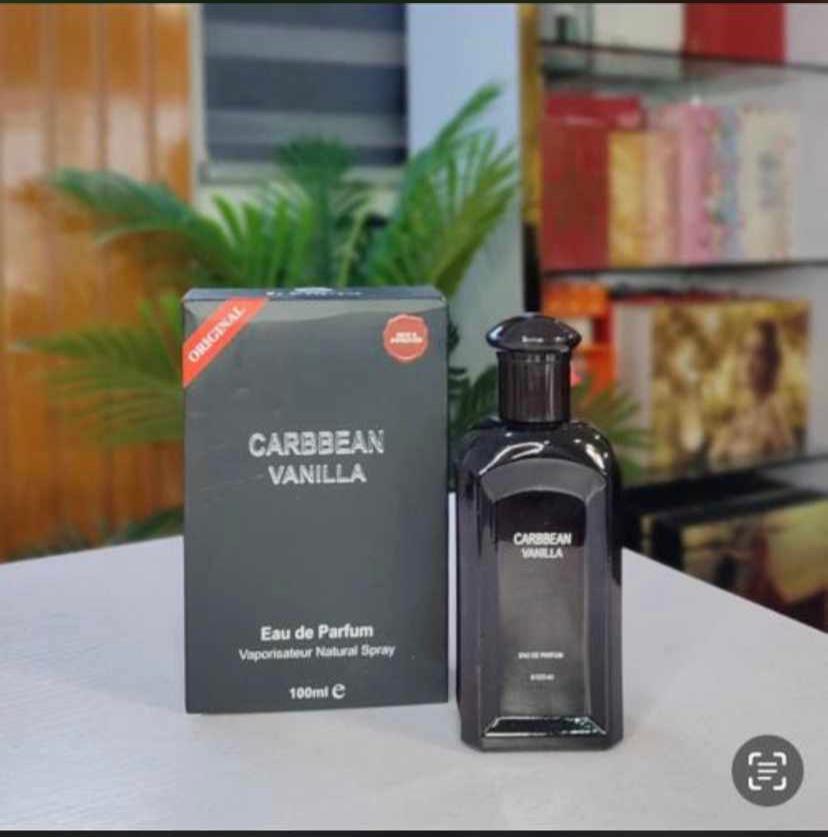 ORIGINAL
CARBBEAN
VANILLA
Eau de Parfum
Vaporisateur Natural Spray
100ml e
CARBBEAN
VANILLA
EAU DE PARFUM